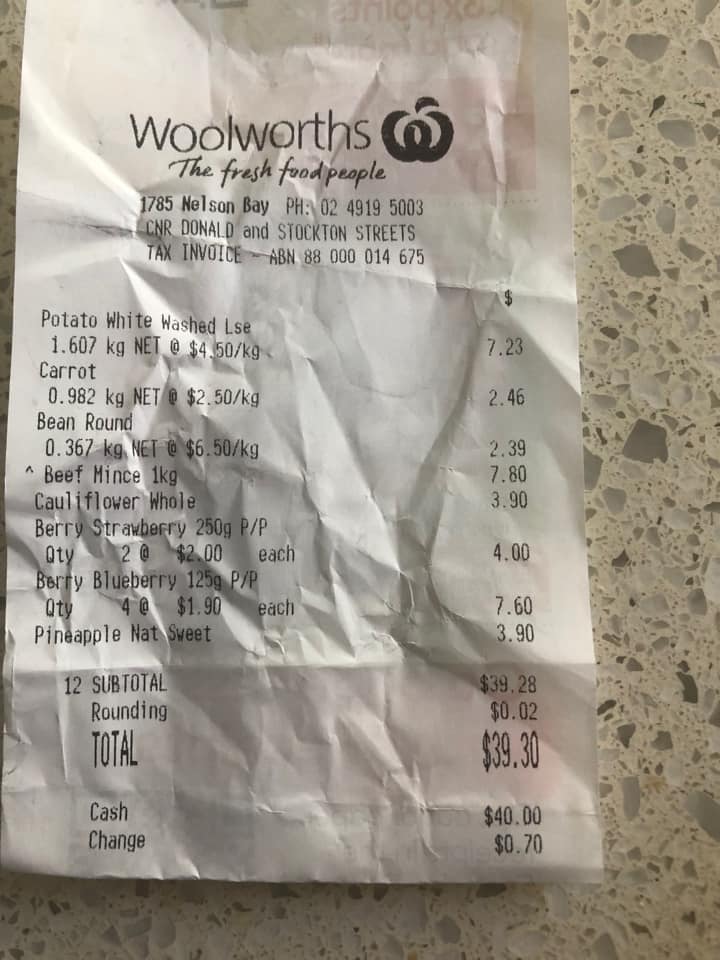 Woolworths
The fresh food people
1785 Nelson Bay PH: 02 4919 5003
CNR DONALD and STOCKTON STREETS
TAX INVOICE - ABN 88 000 014 675
$
Potato White Washed Lse
1.607 kg NET @ $4.50/kg 7.23
Carrot
0.982 kg NET @ $2.50/kg 2.46
Bean Round
0.367 kg NET @ $6.50/kg 2.39
^ Beef Mince 1kg 7.80
Cauliflower Whole 3.90
Berry Strawberry 250g P/P
Qty 2 @ $2.00 each 4.00
Berry Blueberry 125g P/P
Qty 4 @ $1.90 each 7.60
Pineapple Nat Sweet 3.90
12 SUBTOTAL $39.28
Rounding $0.02
TOTAL $39.30
Cash $40.00
Change $0.70